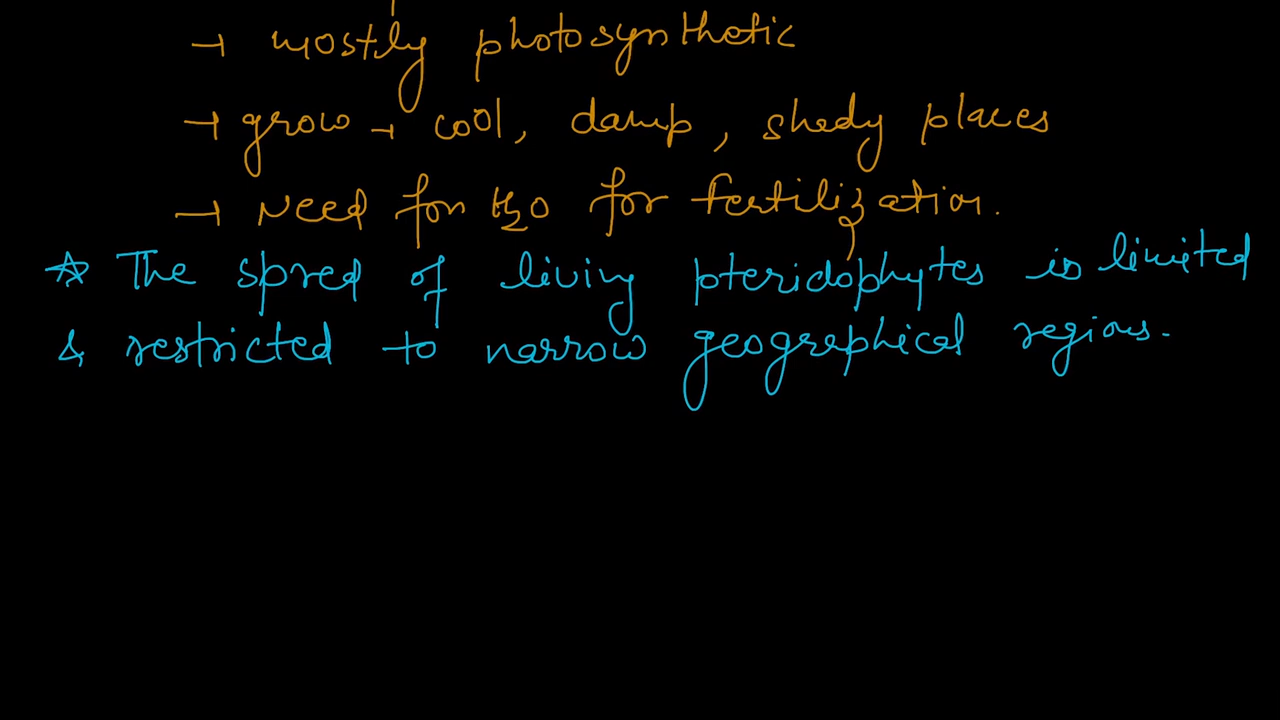 → mostly photosynthetic
→ grow → cool, damp, shady places
→ Need for H2O for fertilization.
☆ The spred of living pteridophytes is limited
& restricted to narrow geographical regions.